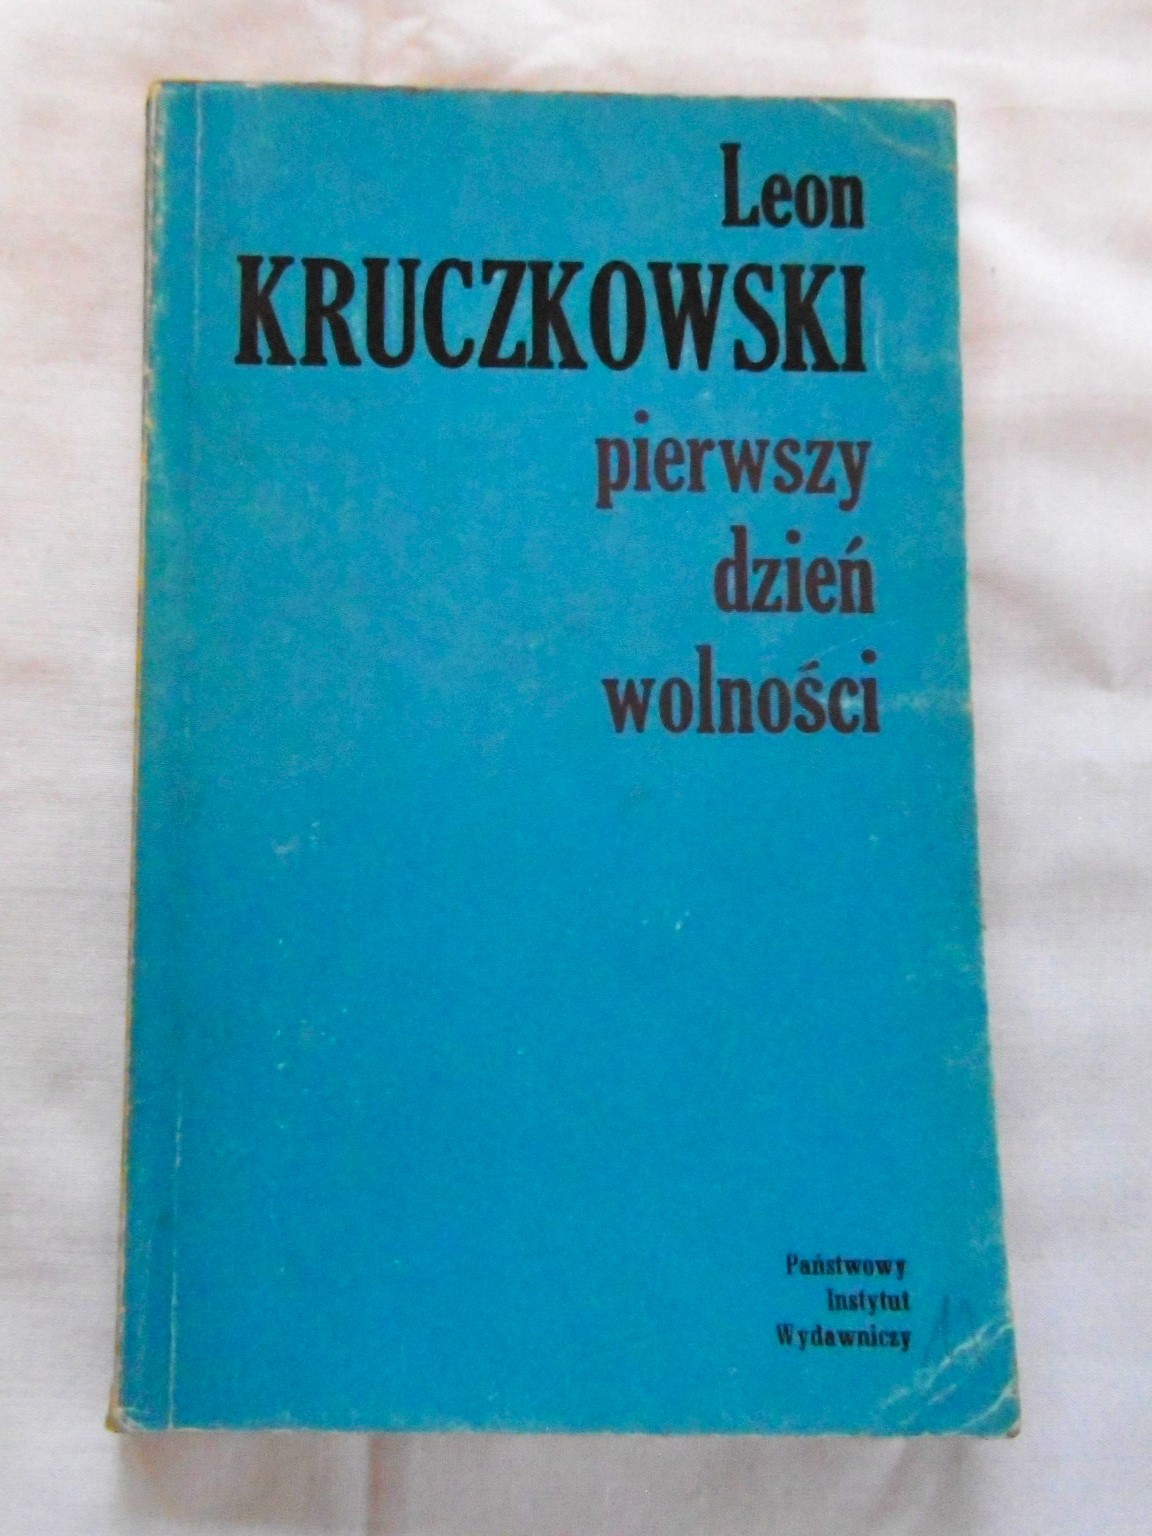 Leon
KRUCZKOWSKI
pierwszy
dzień
wolności
Państwowy
Instytut
Wydawniczy